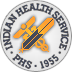 INDIAN HEALTH SERVICE
PHS - 1955